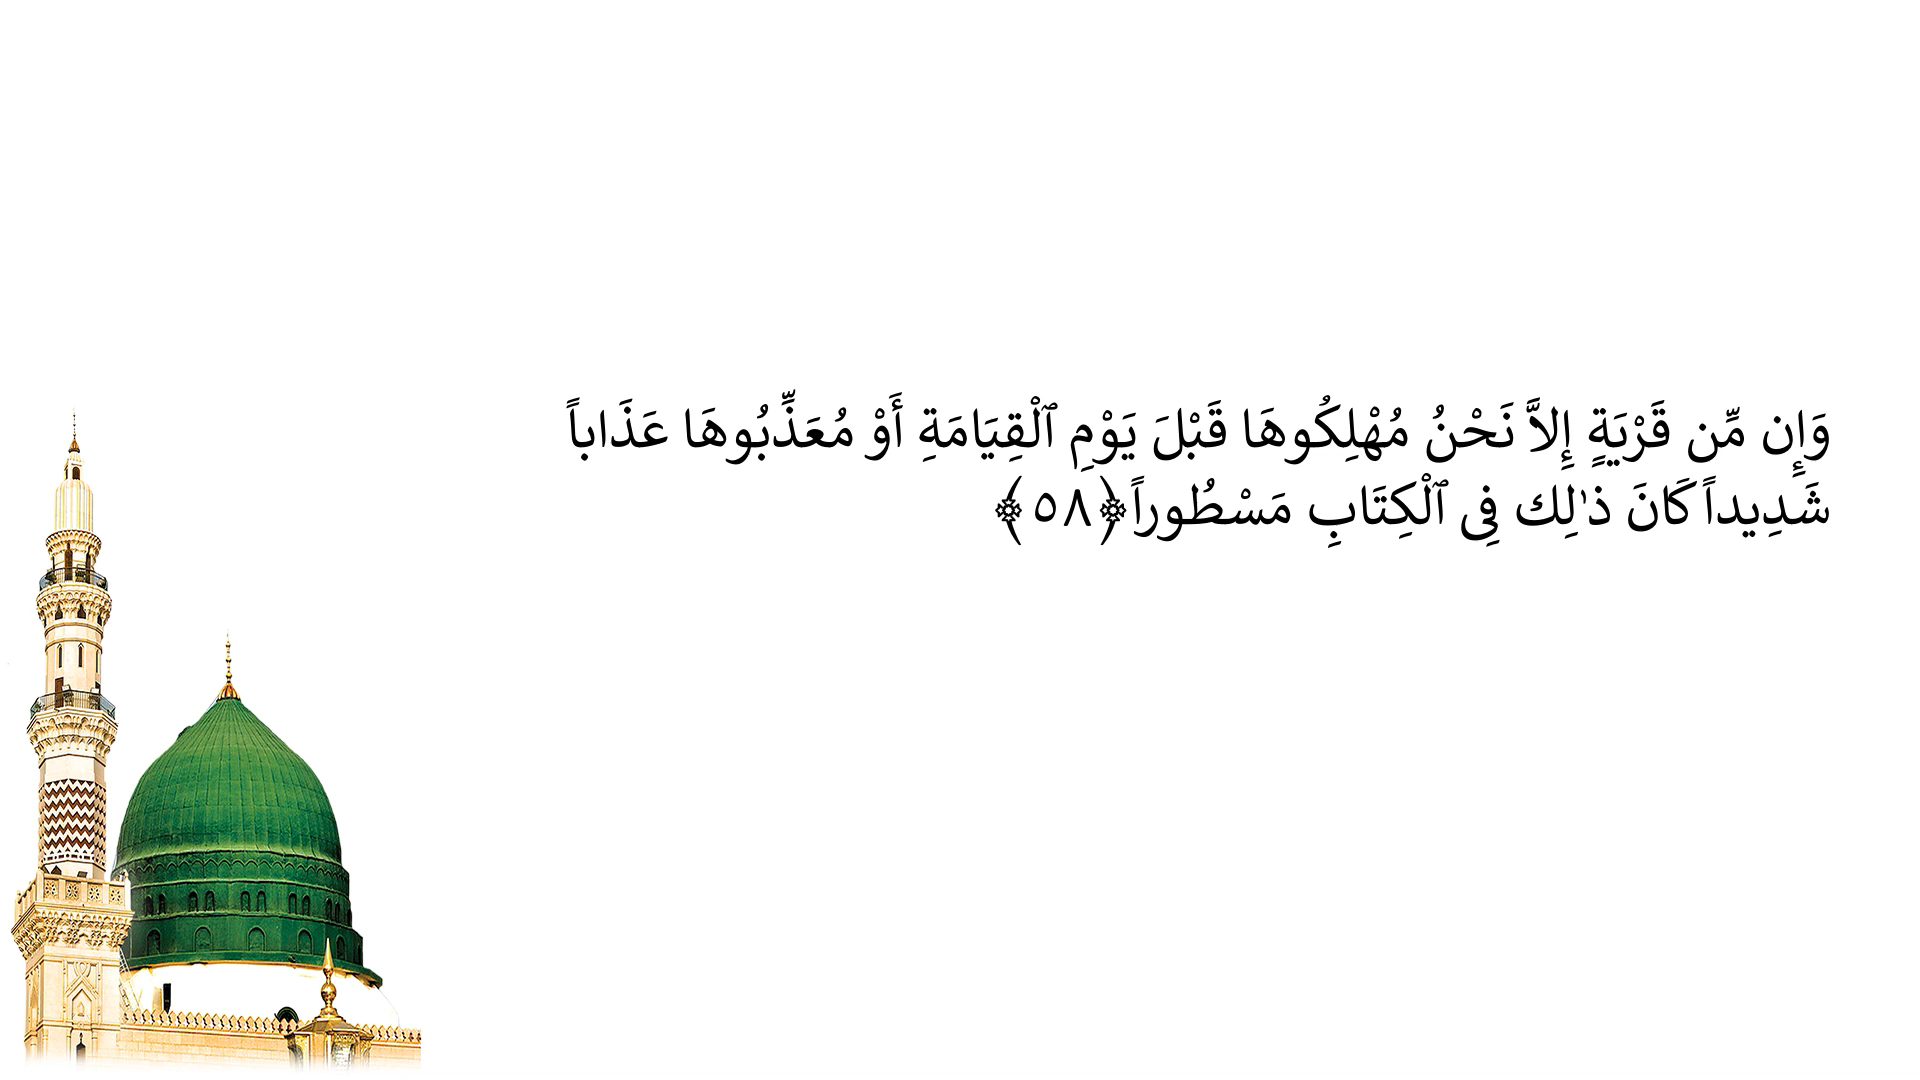 وَإِن مِّن قَرْيَةٍ إِلاَّ نَحْنُ مُهْلِكُوهَا قَبْلَ يَوْمِ ٱلْقِيَامَةِ أَوْ مُعَذِّبُوهَا عَذَاباً
شَدِيداً كَانَ ذٰلِك فِى ٱلْكِتَابِ مَسْطُوراً﴿٥٨﴾